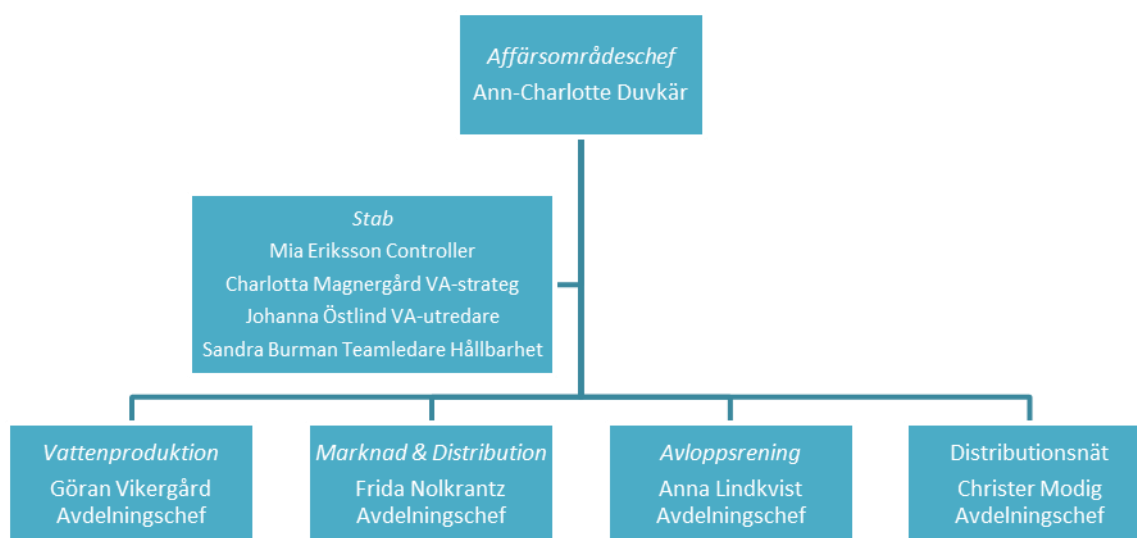 Affärsområdeschef
Ann-Charlotte Duvkär
Stab
Mia Eriksson Controller
Charlotta Magnergård VA-strateg
Johanna Östlind VA-utredare
Sandra Burman Teamledare Hållbarhet
Vattenproduktion
Göran Vikergård
Avdelningschef
Marknad & Distribution
Frida Nolkrantz
Avdelningschef
Avloppsrening
Anna Lindkvist
Avdelningschef
Distributionsnät
Christer Modig
Avdelningschef